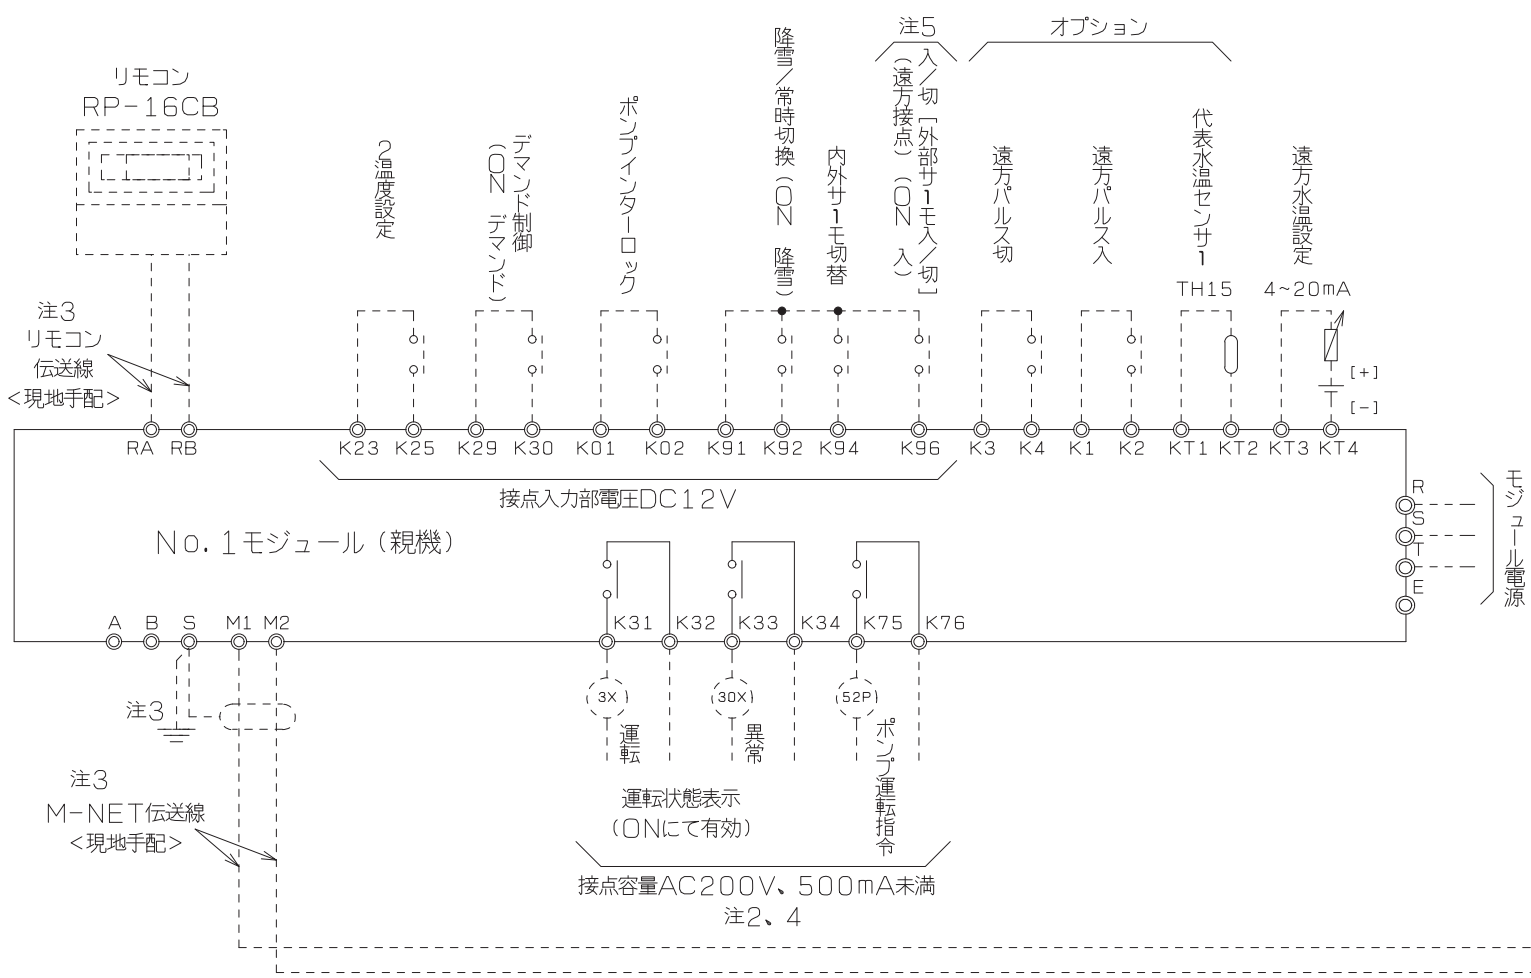 注5
オプション
リモコン
RP-16CB
2温度設定
デマンド制御
(ON デマンド)
ポンプインターロック
降雪/常時切換(ON 降雪)
内外サーモ切替
入/切[外部サーモ入/切]
(遠方接点)(ON 入)
遠方パルス切
遠方パルス入
代表水温センサー
遠方水温設定
TH15
4~20mA
[+]
[-]
注3
リモコン
伝送線
<現地手配>
RA RB K23 K25 K29 K30 K01 K02 K91 K92 K94 K96 K3 K4 K1 K2 KT1 KT2 KT3 KT4
接点入力部電圧DC12V
No.1モジュール(親機)
R
S
T
E
モジュール電源
A B S M1 M2 K31 K32 K33 K34 K75 K76
3X
30X
52P
運転
異常
ポンプ運転指令
注3
注3
M-NET伝送線
<現地手配>
運転状態表示
(ONにて有効)
接点容量AC200V、500mA未満
注2、4